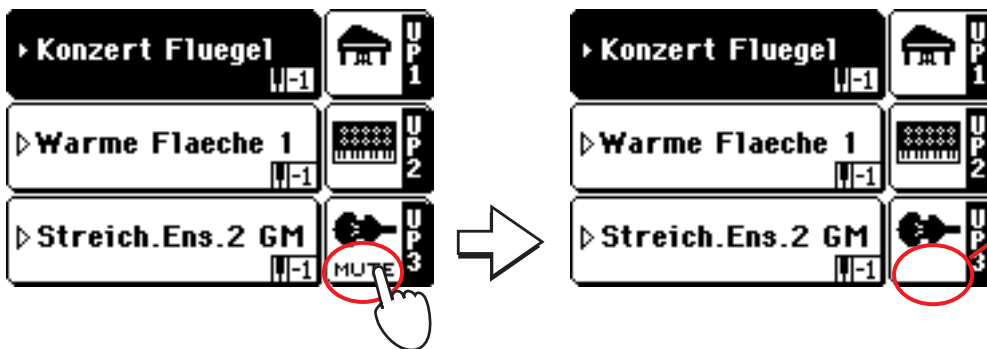 Konzert Fluegel
-1
UP1
Warme Flaeche 1
-1
UP2
Streich.Ens.2 GM
-1
MUTE
UP3
Konzert Fluegel
-1
UP1
Warme Flaeche 1
-1
UP2
Streich.Ens.2 GM
-1
UP3